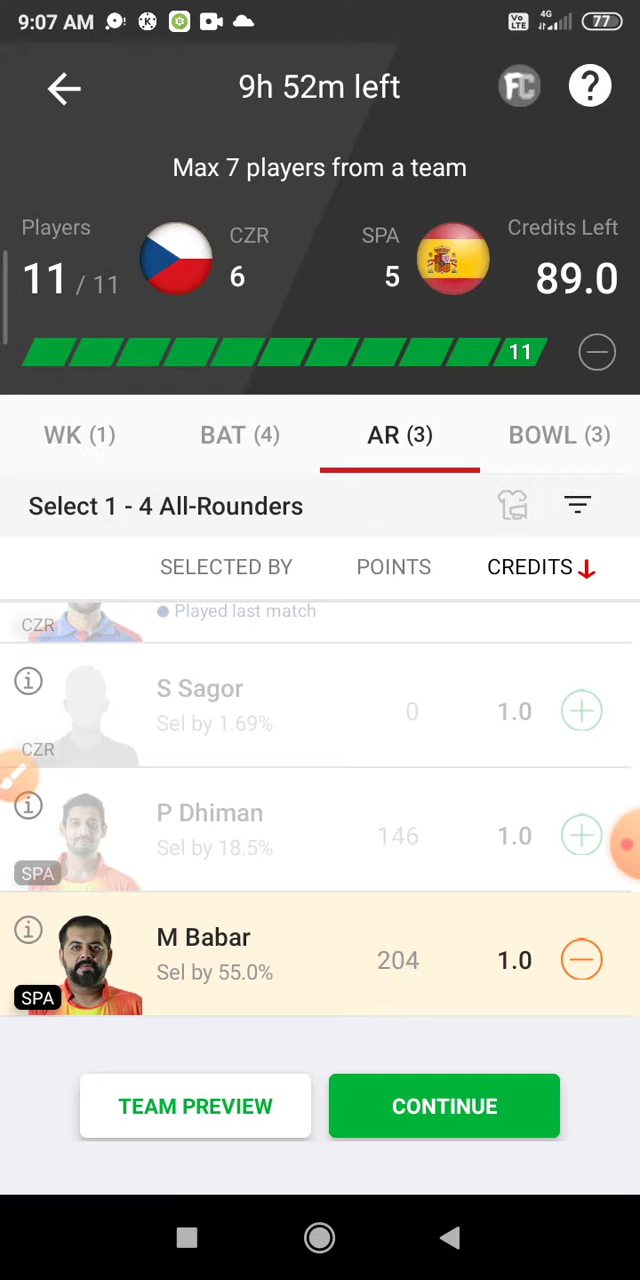 9:07 AM
Vo LTE 4G 77
9h 52m left
FC ?
Max 7 players from a team
Players CZR SPA Credits Left
11 / 11 6 5 89.0
11
WK (1) BAT (4) AR (3) BOWL (3)
Select 1 - 4 All-Rounders
SELECTED BY POINTS CREDITS
CZR Played last match
S Sagor
Sel by 1.69% 0 1.0
CZR
P Dhiman
Sel by 18.5% 146 1.0
SPA
M Babar
Sel by 55.0% 204 1.0
SPA
TEAM PREVIEW CONTINUE